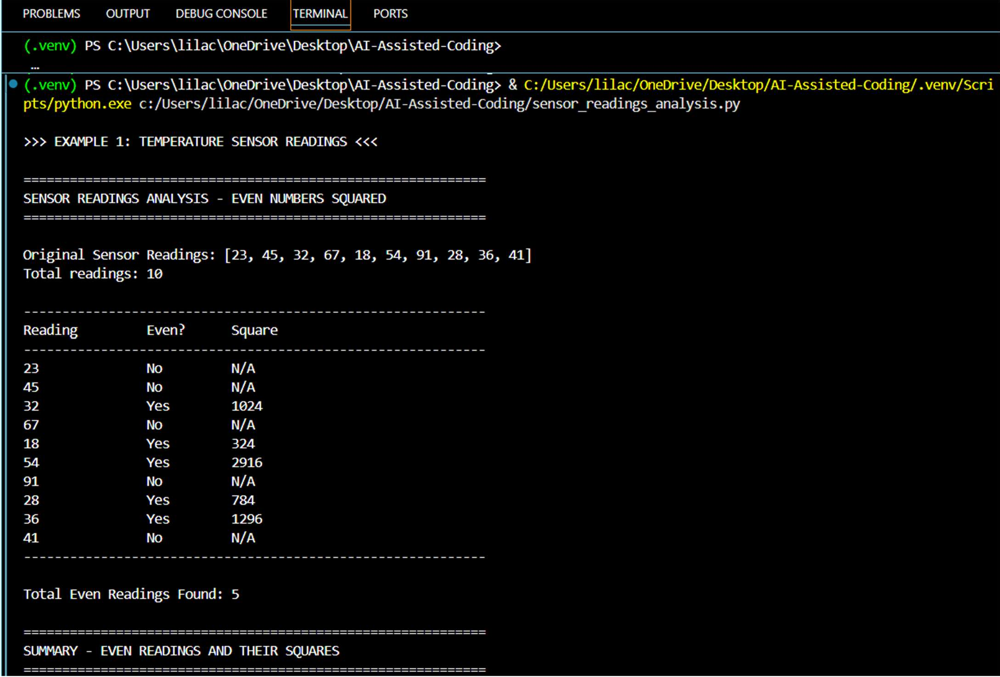 PROBLEMS OUTPUT DEBUG CONSOLE TERMINAL PORTS
(.venv) PS C:\Users\lilac\OneDrive\Desktop\AI-Assisted-Coding>
…
(.venv) PS C:\Users\lilac\OneDrive\Desktop\AI-Assisted-Coding> & C:/Users/lilac/OneDrive/Desktop/AI-Assisted-Coding/.venv/Scri
pts/python.exe c:/Users/lilac/OneDrive/Desktop/AI-Assisted-Coding/sensor_readings_analysis.py
>>> EXAMPLE 1: TEMPERATURE SENSOR READINGS <<<
============================================================
SENSOR READINGS ANALYSIS - EVEN NUMBERS SQUARED
============================================================
Original Sensor Readings: [23, 45, 32, 67, 18, 54, 91, 28, 36, 41]
Total readings: 10
------------------------------------------------------------
Reading Even? Square
------------------------------------------------------------
23 No N/A
45 No N/A
32 Yes 1024
67 No N/A
18 Yes 324
54 Yes 2916
91 No N/A
28 Yes 784
36 Yes 1296
41 No N/A
------------------------------------------------------------
Total Even Readings Found: 5
============================================================
SUMMARY - EVEN READINGS AND THEIR SQUARES
============================================================